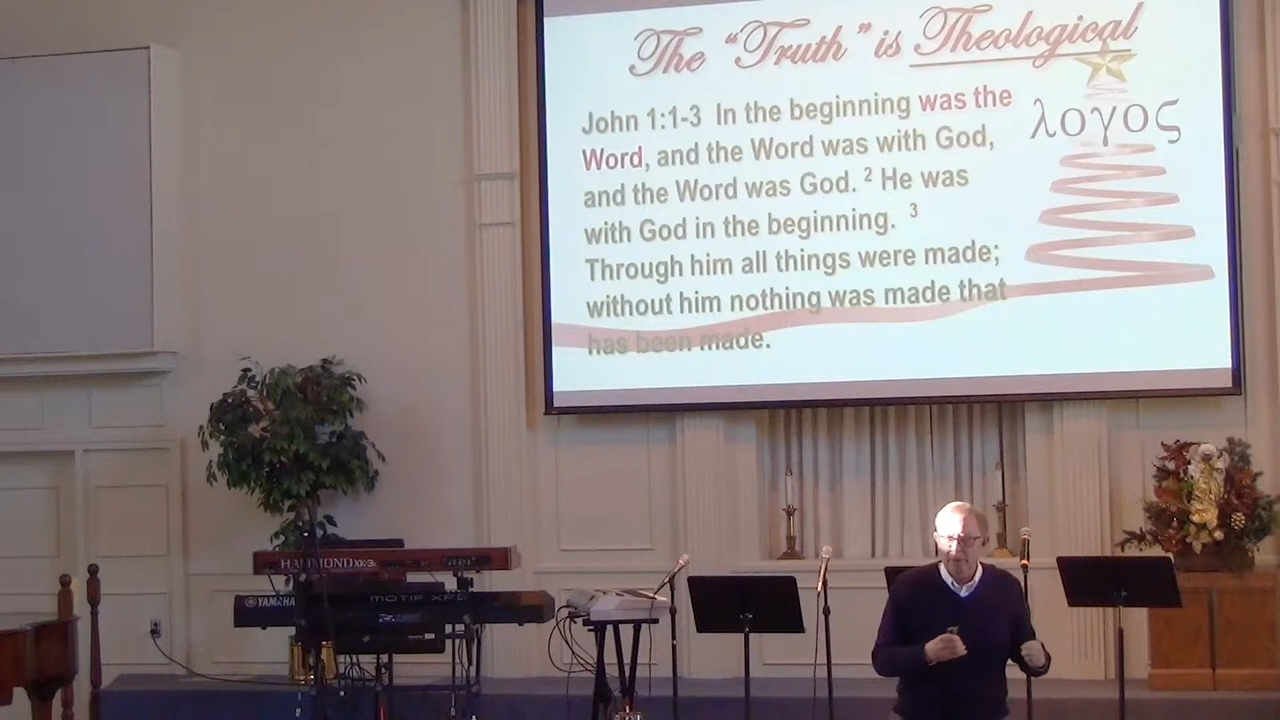 The “Truth” is Theological
John 1:1-3 In the beginning was the
Word, and the Word was with God,
and the Word was God. 2 He was
with God in the beginning. 3
Through him all things were made;
without him nothing was made that
has been made.
λογος
HAMMOND XK-3c
YAMAHA
MOTIF XF8